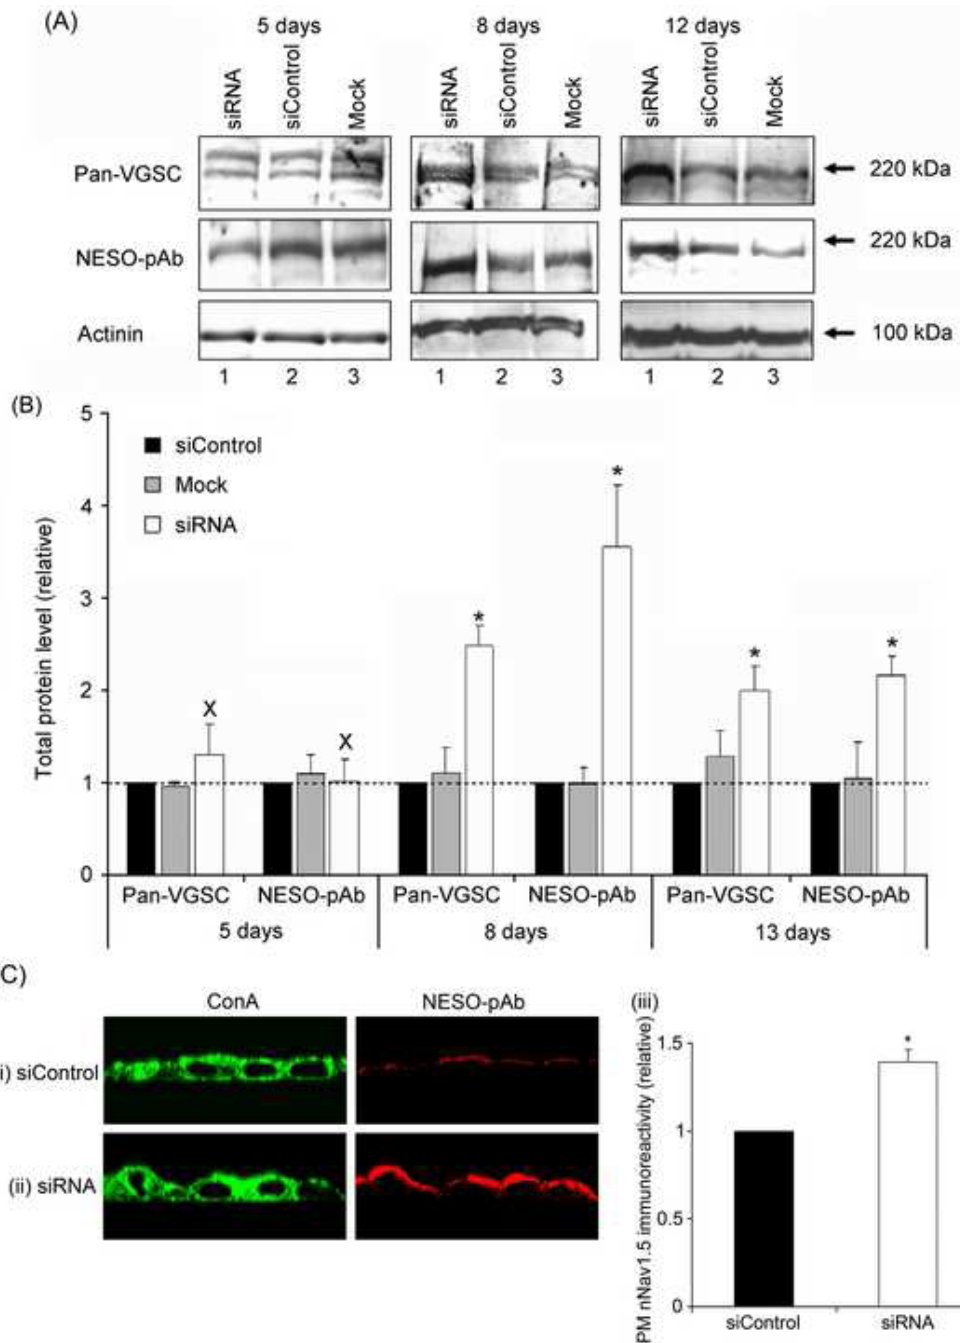 (A)
5 days 8 days 12 days
siRNA siControl Mock siRNA siControl Mock siRNA siControl Mock
Pan-VGSC 220 kDa
NESO-pAb 220 kDa
Actinin 100 kDa
1 2 3 1 2 3 1 2 3
(B)
Total protein level (relative)
5
4
3
2
1
0
siControl
Mock
siRNA
X X * * * *
Pan-VGSC NESO-pAb Pan-VGSC NESO-pAb Pan-VGSC NESO-pAb
5 days 8 days 13 days
C)
ConA NESO-pAb
i) siControl
(ii) siRNA
(iii)
PM nNav1.5 immunoreactivity (relative)
1.5
1
0.5
0
*
siControl siRNA